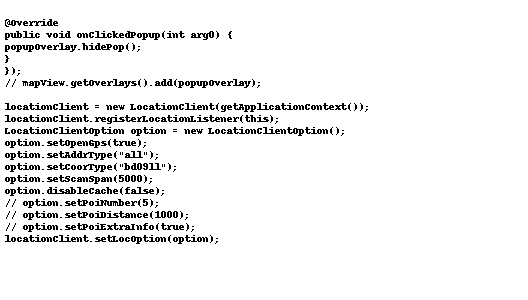 @Override
public void onClickedPopup(int arg0) {
popupOverlay.hidePop();
}
});
// mapView.getOverlays().add(popupOverlay);
locationClient = new LocationClient(getApplicationContext());
locationClient.registerLocationListener(this);
LocationClientOption option = new LocationClientOption();
option.setOpenGps(true);
option.setAddrType("all");
option.setCoorType("bd09ll");
option.setScanSpan(5000);
option.disableCache(false);
// option.setPoiNumber(5);
// option.setPoiDistance(1000);
// option.setPoiExtraInfo(true);
locationClient.setLocOption(option);